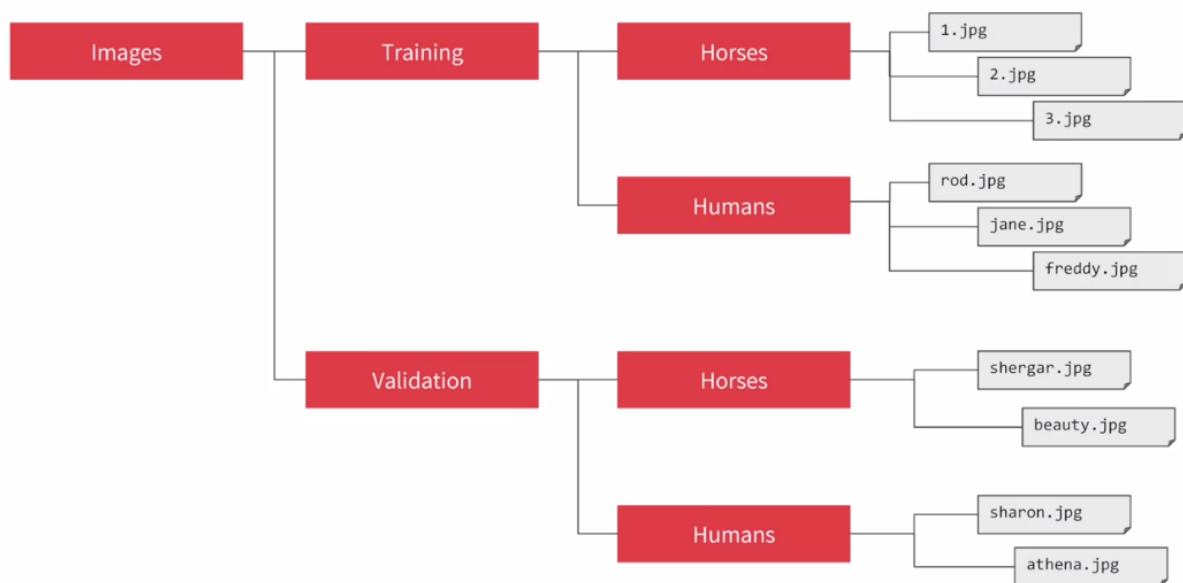 Images
Training
Horses
1.jpg
2.jpg
3.jpg
Humans
rod.jpg
jane.jpg
freddy.jpg
Validation
Horses
shergar.jpg
beauty.jpg
Humans
sharon.jpg
athena.jpg